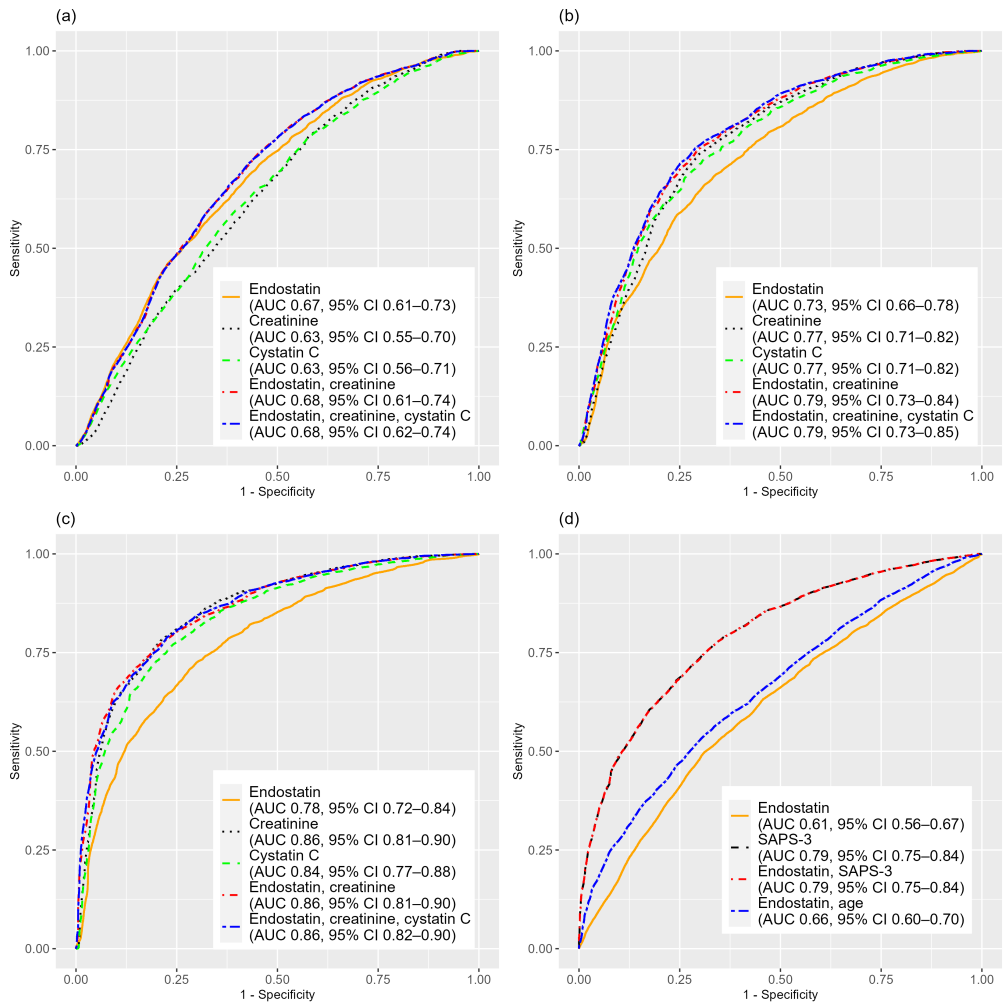 (a)
1.00
0.75
0.50
0.25
0.00
Sensitivity
Endostatin
(AUC 0.67, 95% CI 0.61–0.73)
Creatinine
(AUC 0.63, 95% CI 0.55–0.70)
Cystatin C
(AUC 0.63, 95% CI 0.56–0.71)
Endostatin, creatinine
(AUC 0.68, 95% CI 0.61–0.74)
Endostatin, creatinine, cystatin C
(AUC 0.68, 95% CI 0.62–0.74)
0.00 0.25 0.50 0.75 1.00
1 - Specificity
(b)
1.00
0.75
0.50
0.25
0.00
Sensitivity
Endostatin
(AUC 0.73, 95% CI 0.66–0.78)
Creatinine
(AUC 0.77, 95% CI 0.71–0.82)
Cystatin C
(AUC 0.77, 95% CI 0.71–0.82)
Endostatin, creatinine
(AUC 0.79, 95% CI 0.73–0.84)
Endostatin, creatinine, cystatin C
(AUC 0.79, 95% CI 0.73–0.85)
0.00 0.25 0.50 0.75 1.00
1 - Specificity
(c)
1.00
0.75
0.50
0.25
0.00
Sensitivity
Endostatin
(AUC 0.78, 95% CI 0.72–0.84)
Creatinine
(AUC 0.86, 95% CI 0.81–0.90)
Cystatin C
(AUC 0.84, 95% CI 0.77–0.88)
Endostatin, creatinine
(AUC 0.86, 95% CI 0.81–0.90)
Endostatin, creatinine, cystatin C
(AUC 0.86, 95% CI 0.82–0.90)
0.00 0.25 0.50 0.75 1.00
1 - Specificity
(d)
1.00
0.75
0.50
0.25
0.00
Sensitivity
Endostatin
(AUC 0.61, 95% CI 0.56–0.67)
SAPS-3
(AUC 0.79, 95% CI 0.75–0.84)
Endostatin, SAPS-3
(AUC 0.79, 95% CI 0.75–0.84)
Endostatin, age
(AUC 0.66, 95% CI 0.60–0.70)
0.00 0.25 0.50 0.75 1.00
1 - Specificity